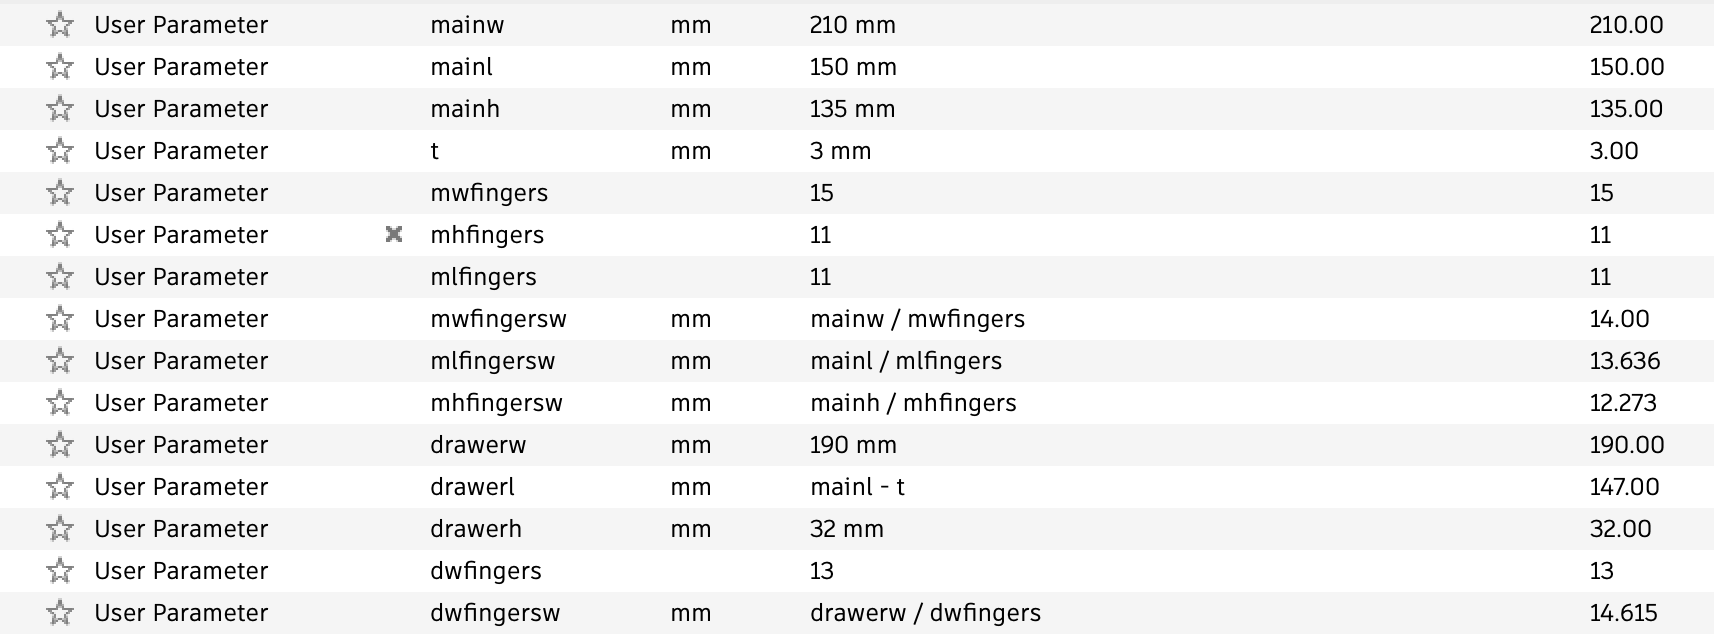 User Parameter mainw mm 210 mm 210.00
User Parameter mainl mm 150 mm 150.00
User Parameter mainh mm 135 mm 135.00
User Parameter t mm 3 mm 3.00
User Parameter mwfingers 15 15
User Parameter mhfingers 11 11
User Parameter mlfingers 11 11
User Parameter mwfingersw mm mainw / mwfingers 14.00
User Parameter mlfingersw mm mainl / mlfingers 13.636
User Parameter mhfingersw mm mainh / mhfingers 12.273
User Parameter drawerw mm 190 mm 190.00
User Parameter drawerl mm mainl - t 147.00
User Parameter drawerh mm 32 mm 32.00
User Parameter dwfingers 13 13
User Parameter dwfingersw mm drawerw / dwfingers 14.615